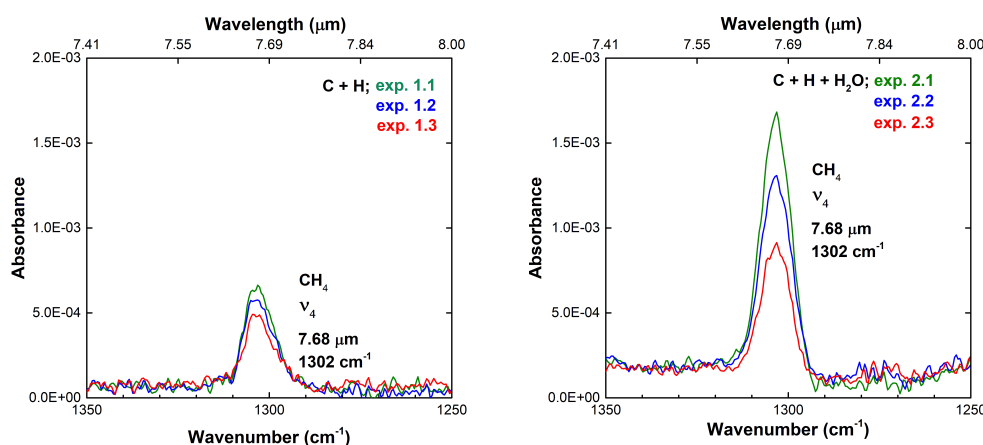 Wavelength (μm)
7.41 7.55 7.69 7.84 8.00
2.0E-03
1.5E-03
1.0E-03
5.0E-04
0.0E+00
Absorbance
C + H; exp. 1.1
exp. 1.2
exp. 1.3
CH₄
ν₄
7.68 μm
1302 cm⁻¹
1350 1300 1250
Wavenumber (cm⁻¹)
Wavelength (μm)
7.41 7.55 7.69 7.84 8.00
2.0E-03
1.5E-03
1.0E-03
5.0E-04
0.0E+00
Absorbance
C + H + H₂O; exp. 2.1
exp. 2.2
exp. 2.3
CH₄
ν₄
7.68 μm
1302 cm⁻¹
1350 1300 1250
Wavenumber (cm⁻¹)